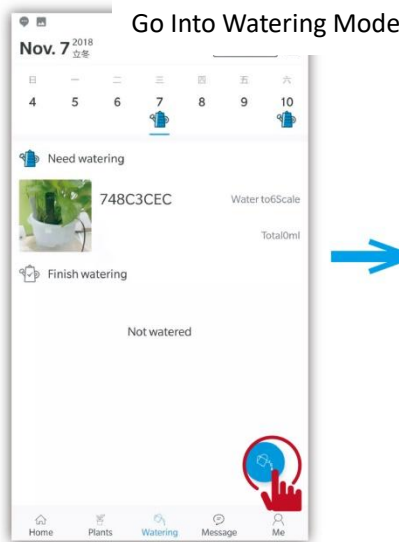 Go Into Watering Mode
Nov. 7 2018
立冬
日 一 二 三 四 五 六
4 5 6 7 8 9 10
Need watering
748C3CEC
Water to6Scale
Total0ml
Finish watering
Not watered
Home Plants Watering Message Me